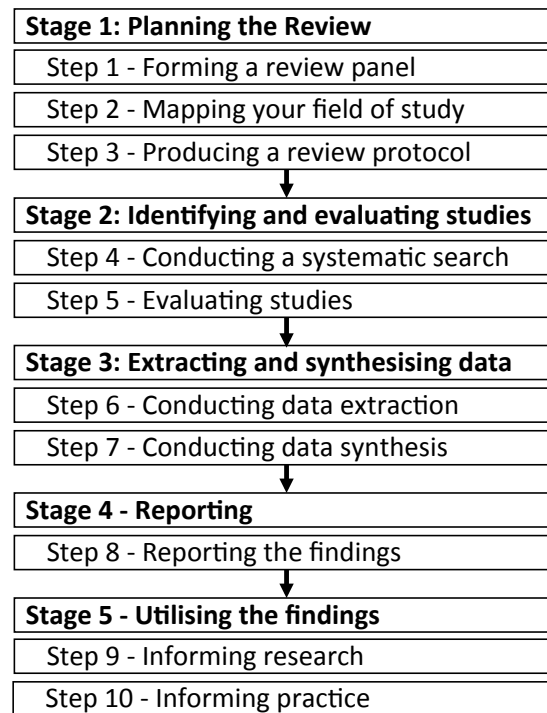 Stage 1: Planning the Review
Step 1 - Forming a review panel
Step 2 - Mapping your field of study
Step 3 - Producing a review protocol
Stage 2: Identifying and evaluating studies
Step 4 - Conducting a systematic search
Step 5 - Evaluating studies
Stage 3: Extracting and synthesising data
Step 6 - Conducting data extraction
Step 7 - Conducting data synthesis
Stage 4 - Reporting
Step 8 - Reporting the findings
Stage 5 - Utilising the findings
Step 9 - Informing research
Step 10 - Informing practice